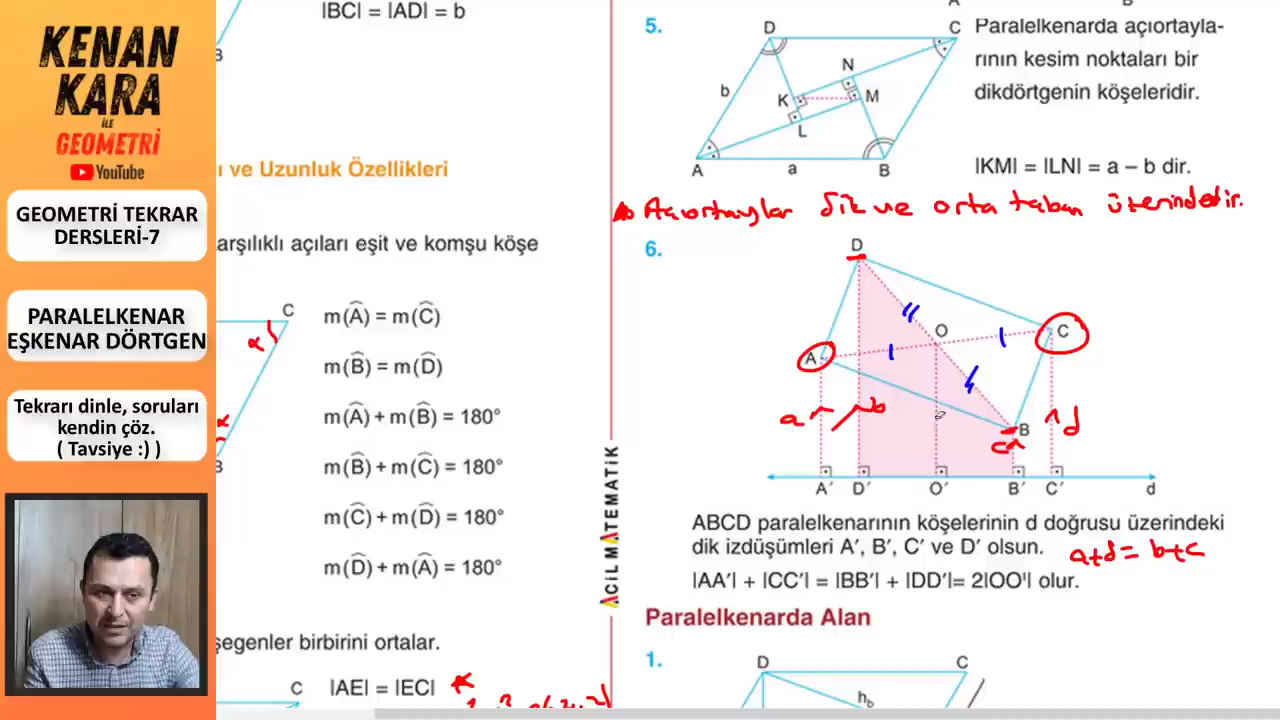 KENAN
KARA
İLE
GEOMETRİ
YouTube
GEOMETRİ TEKRAR
DERSLERİ-7
PARALELKENAR
EŞKENAR DÖRTGEN
Tekrarı dinle, soruları
kendin çöz.
( Tavsiye :) )
B
|BC| = |AD| = b
ı ve Uzunluk Özellikleri
arşılıklı açıları eşit ve komşu köşe
C
α
α
B
m(A) = m(C)
m(B) = m(D)
m(A) + m(B) = 180°
m(B) + m(C) = 180°
m(C) + m(D) = 180°
m(D) + m(A) = 180°
şegenler birbirini ortalar.
C
|AE| = |EC|
ACİL MATEMATİK
A B
5.
D C
N
b K M
L
A a B
Paralelkenarda açıortayla-
rının kesim noktaları bir
dikdörtgenin köşeleridir.
|KM| = |LN| = a – b dir.
Açıortaylar dik ve orta taban üzerindedir.
6.
D
O C
A
a b B d
c
A′ D′ O′ B′ C′ d
ABCD paralelkenarının köşelerinin d doğrusu üzerindeki
dik izdüşümleri A′, B′, C′ ve D′ olsun.
a+d = b+c
|AA′| + |CC′| = |BB′| + |DD′|= 2|OO′| olur.
Paralelkenarda Alan
1.
D C
hb